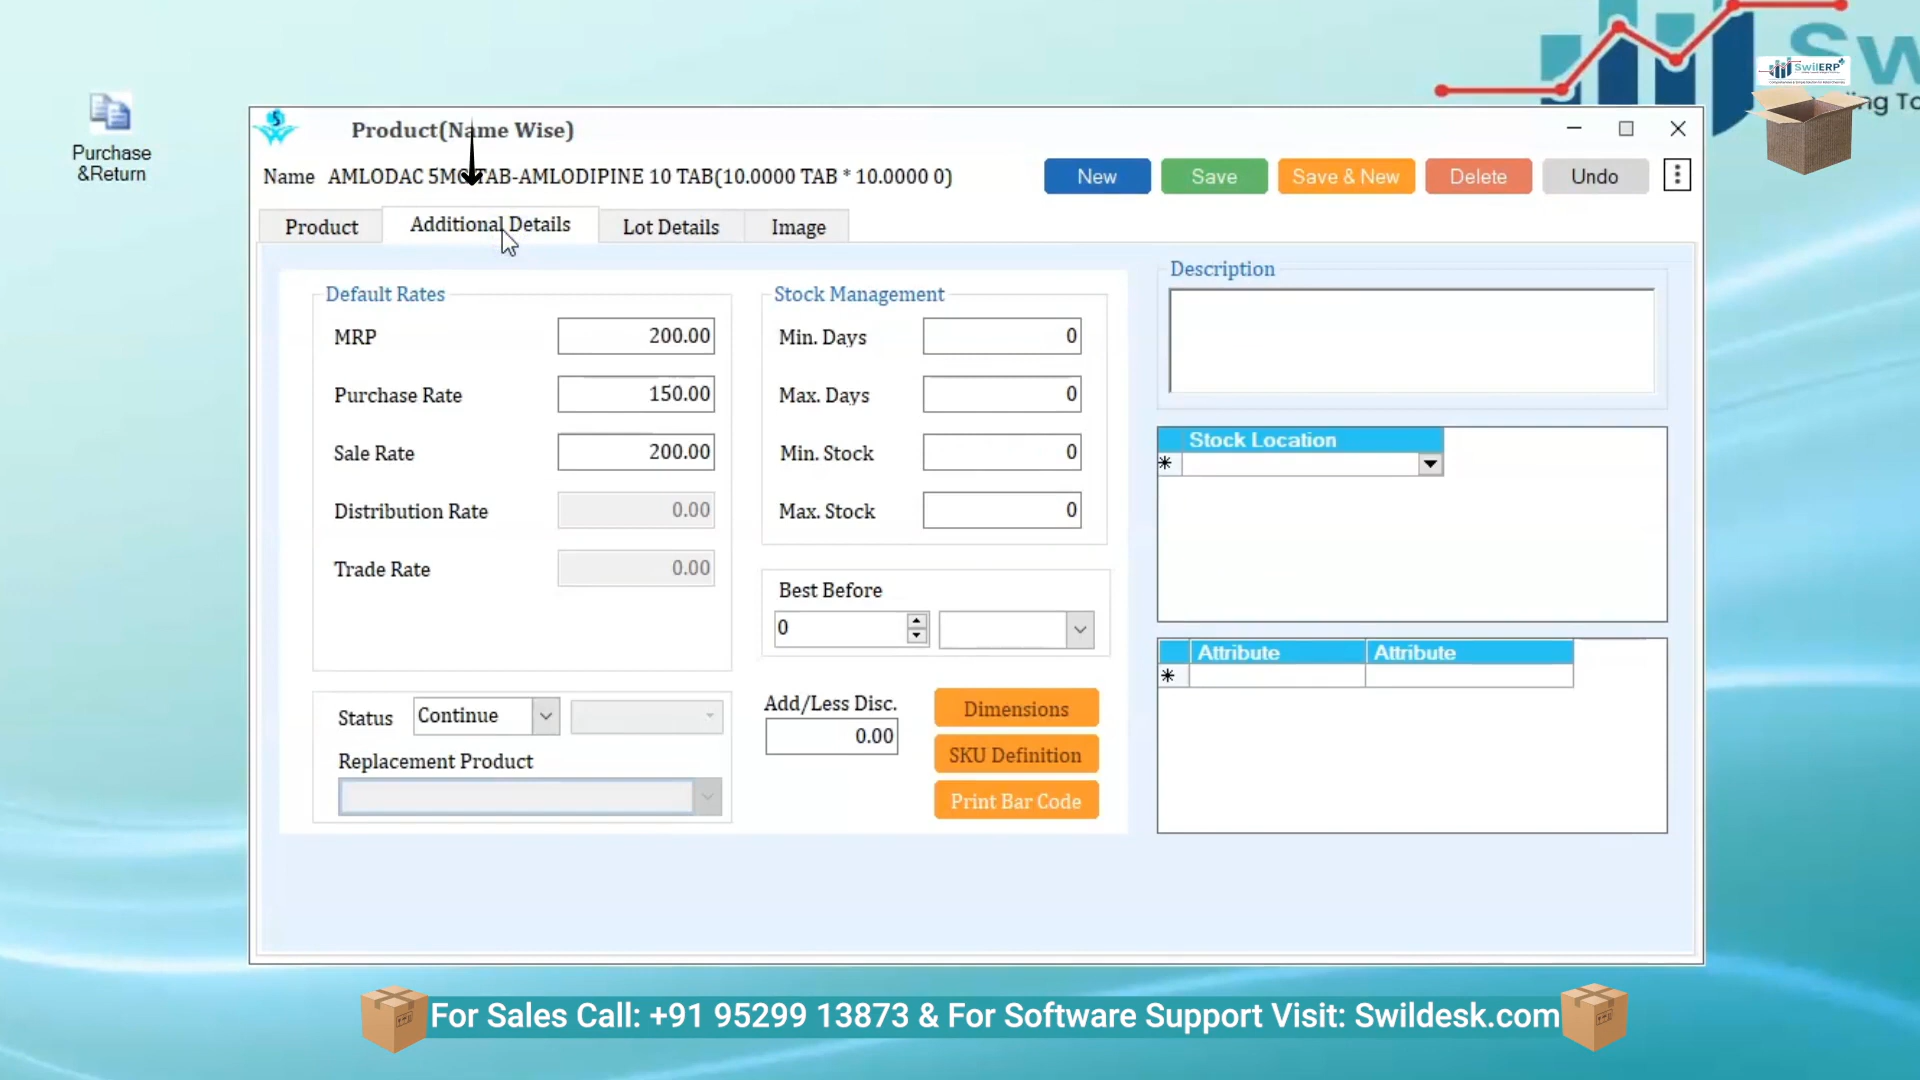 Sw
SwilERP
ng To
Purchase
&Return
Product(Name Wise)
Name AMLODAC 5MG TAB-AMLODIPINE 10 TAB(10.0000 TAB * 10.0000 0)
New Save Save & New Delete Undo
Product Additional Details Lot Details Image
Default Rates
MRP 200.00
Purchase Rate 150.00
Sale Rate 200.00
Distribution Rate 0.00
Trade Rate 0.00
Stock Management
Min. Days 0
Max. Days 0
Min. Stock 0
Max. Stock 0
Best Before
0
Status Continue
Replacement Product
Add/Less Disc.
0.00
Dimensions
SKU Definition
Print Bar Code
Description
Stock Location
*
Attribute Attribute
*
For Sales Call: +91 95299 13873 & For Software Support Visit: Swildesk.com